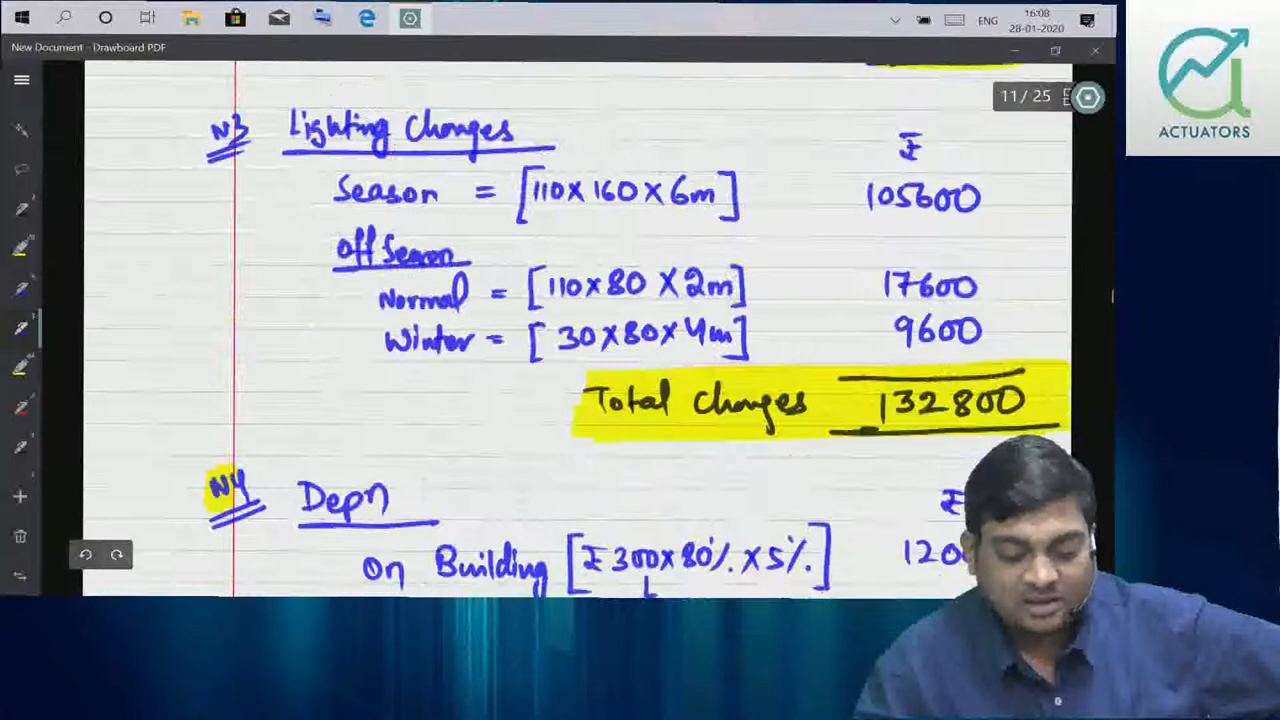 16:08
ENG
28-01-2020
New Document - Drawboard PDF
11 / 25
ACTUATORS
N3 Lighting Charges ₹
Season = [110 X 160 X 6m] 105600
Off Season
Normal = [110 X 80 X 2m] 17600
Winter = [ 30 X 80 X 4m] 9600
Total Charges 132800
N4 Depn ₹
on Building [₹ 300 X 80% X 5%]